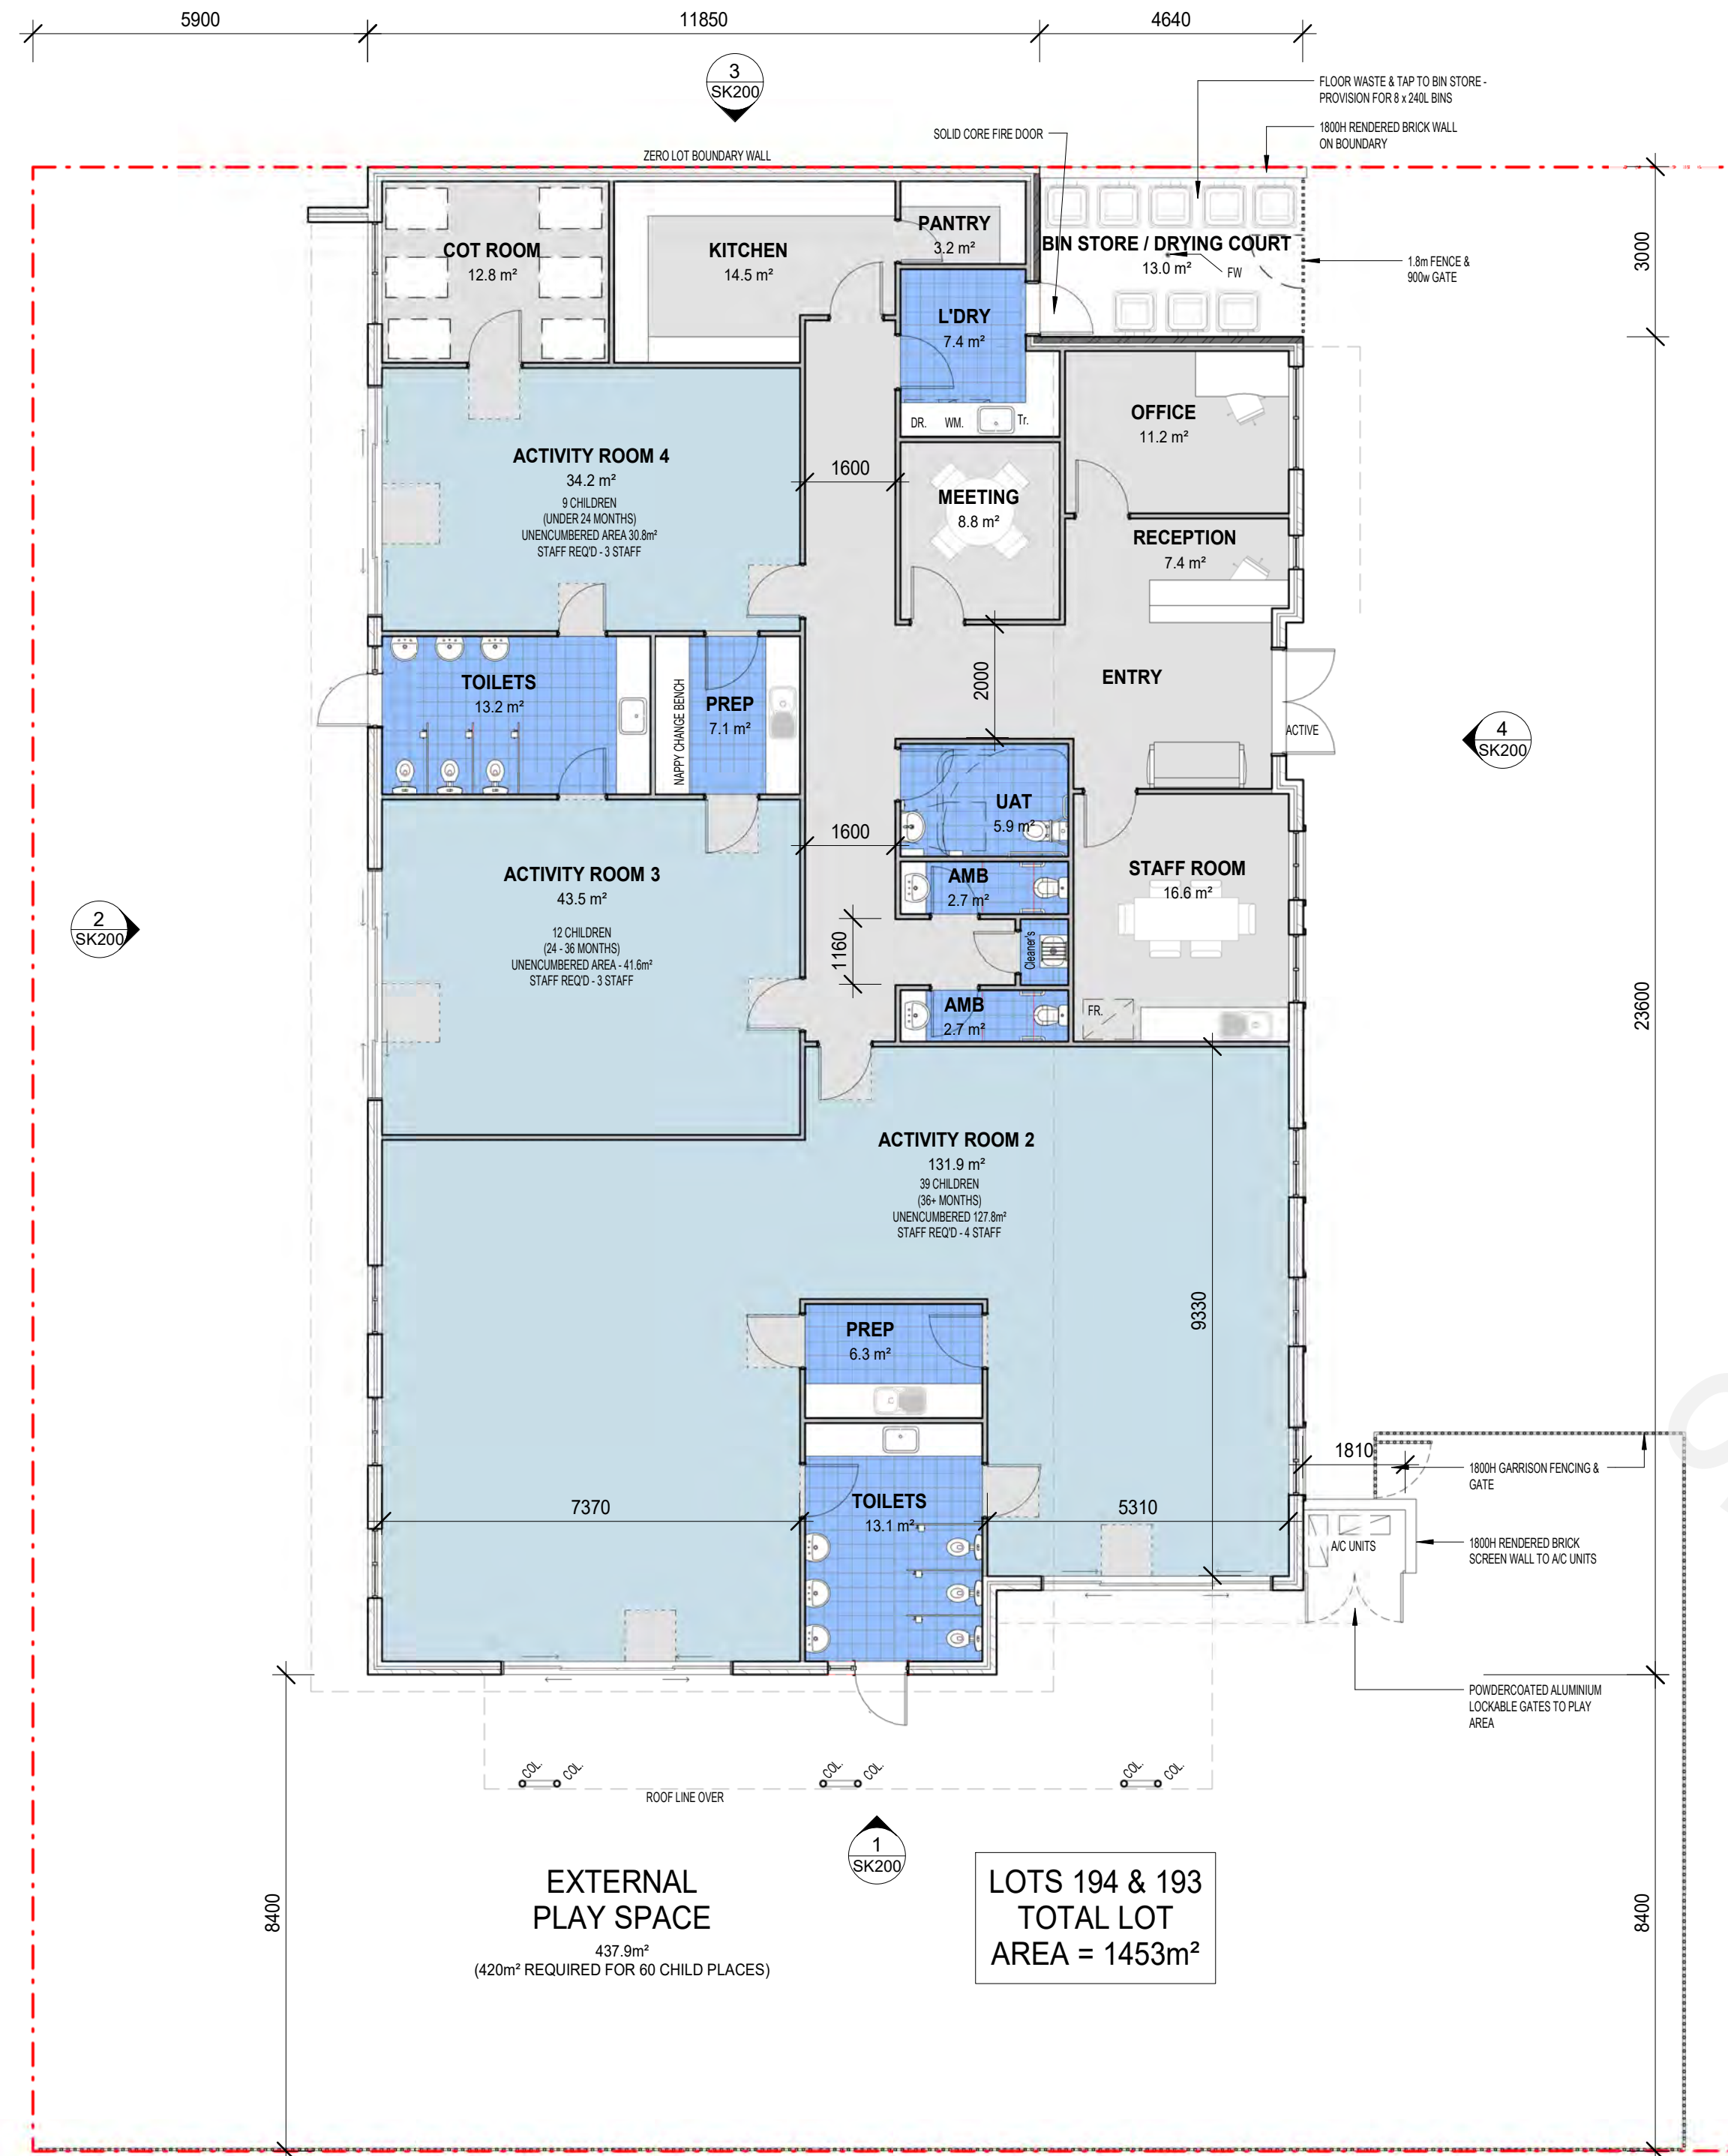 5900
11850
4640
3
SK200
FLOOR WASTE & TAP TO BIN STORE -
PROVISION FOR 8 x 240L BINS
1800H RENDERED BRICK WALL
ON BOUNDARY
SOLID CORE FIRE DOOR
ZERO LOT BOUNDARY WALL
COT ROOM
12.8 m²
KITCHEN
14.5 m²
PANTRY
3.2 m²
BIN STORE / DRYING COURT
13.0 m²
FW
1.8m FENCE &
900w GATE
3000
L'DRY
7.4 m²
DR.
WM.
Tr.
OFFICE
11.2 m²
ACTIVITY ROOM 4
34.2 m²
9 CHILDREN
(UNDER 24 MONTHS)
UNENCUMBERED AREA 30.8m²
STAFF REQ'D - 3 STAFF
1600
MEETING
8.8 m²
RECEPTION
7.4 m²
TOILETS
13.2 m²
NAPPY CHANGE BENCH
PREP
7.1 m²
2000
ENTRY
ACTIVE
4
SK200
UAT
5.9 m²
1600
AMB
2.7 m²
STAFF ROOM
16.6 m²
ACTIVITY ROOM 3
43.5 m²
12 CHILDREN
(24 - 36 MONTHS)
UNENCUMBERED AREA - 41.6m²
STAFF REQ'D - 3 STAFF
2
SK200
1160
Cleaner's
AMB
2.7 m²
FR.
23600
ACTIVITY ROOM 2
131.9 m²
39 CHILDREN
(36+ MONTHS)
UNENCUMBERED 127.8m²
STAFF REQ'D - 4 STAFF
9330
PREP
6.3 m²
1810
1800H GARRISON FENCING &
GATE
7370
TOILETS
13.1 m²
5310
A/C UNITS
1800H RENDERED BRICK
SCREEN WALL TO A/C UNITS
POWDERCOATED ALUMINIUM
LOCKABLE GATES TO PLAY
AREA
COL.
COL.
COL.
COL.
COL.
COL.
ROOF LINE OVER
1
SK200
8400
EXTERNAL
PLAY SPACE
437.9m²
(420m² REQUIRED FOR 60 CHILD PLACES)
LOTS 194 & 193
TOTAL LOT
AREA = 1453m²
8400